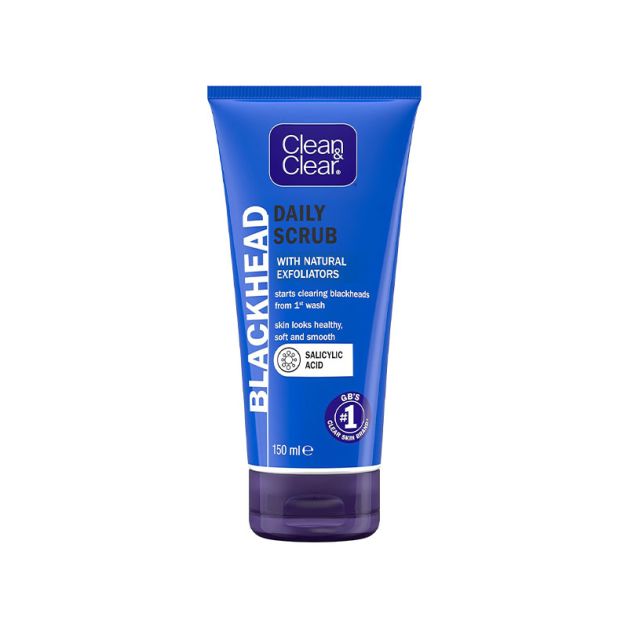 Clean
&
Clear®
BLACKHEAD
DAILY
SCRUB
WITH NATURAL
EXFOLIATORS
starts clearing blackheads
from 1st wash
skin looks healthy,
soft and smooth
SALICYLIC
ACID
GB'S
#1
CLEAR SKIN BRAND*
150 ml ℮